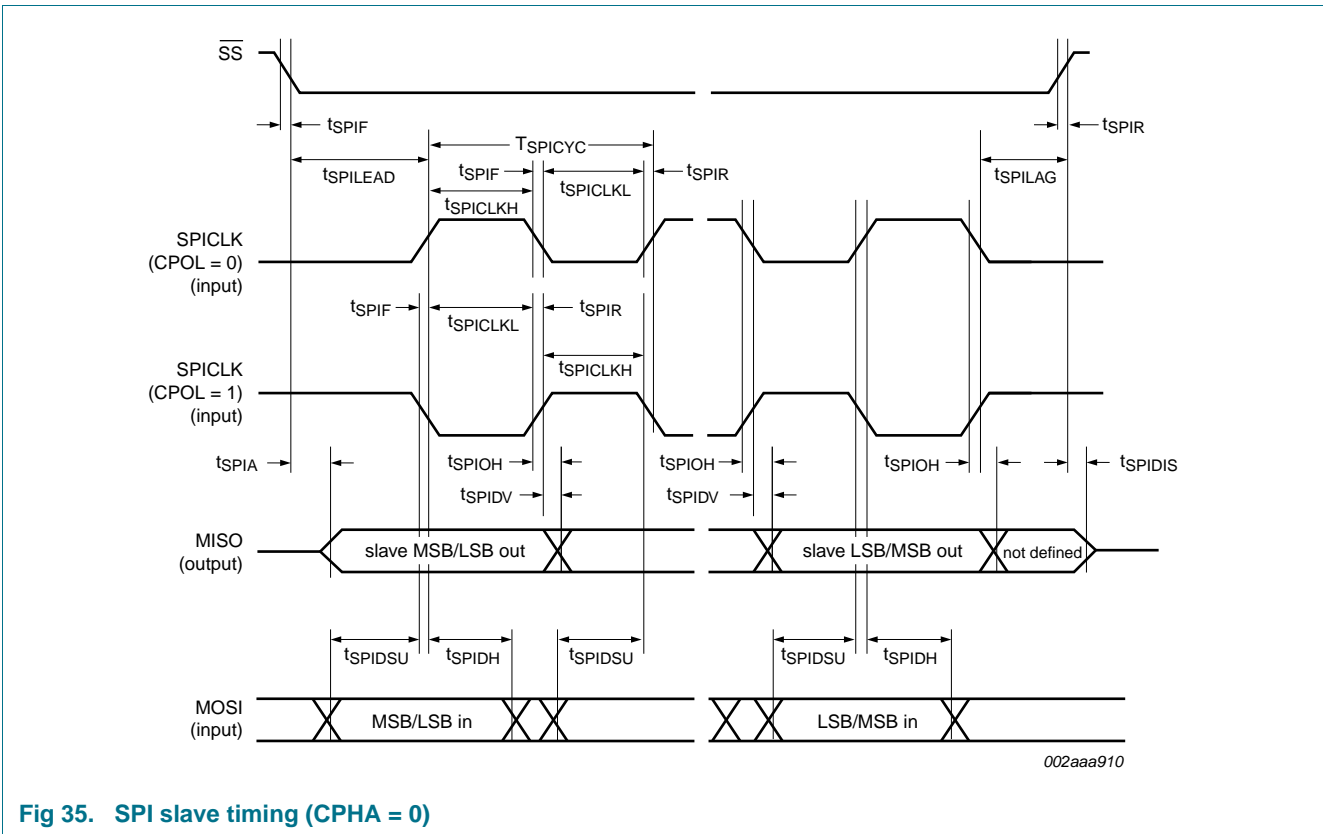 SS
tSPIF
tSPIR
TSPICYC
tSPILEAD
tSPIF
tSPICLKL
tSPIR
tSPILAG
tSPICLKH
SPICLK
(CPOL = 0)
(input)
tSPIF
tSPICLKL
tSPIR
tSPICLKH
SPICLK
(CPOL = 1)
(input)
tSPIA
tSPIOH
tSPIOH
tSPIOH
tSPIDIS
tSPIDV
tSPIDV
MISO
(output)
slave MSB/LSB out
slave LSB/MSB out
not defined
tSPIDSU
tSPIDH
tSPIDSU
tSPIDSU
tSPIDH
MOSI
(input)
MSB/LSB in
LSB/MSB in
002aaa910
Fig 35. SPI slave timing (CPHA = 0)